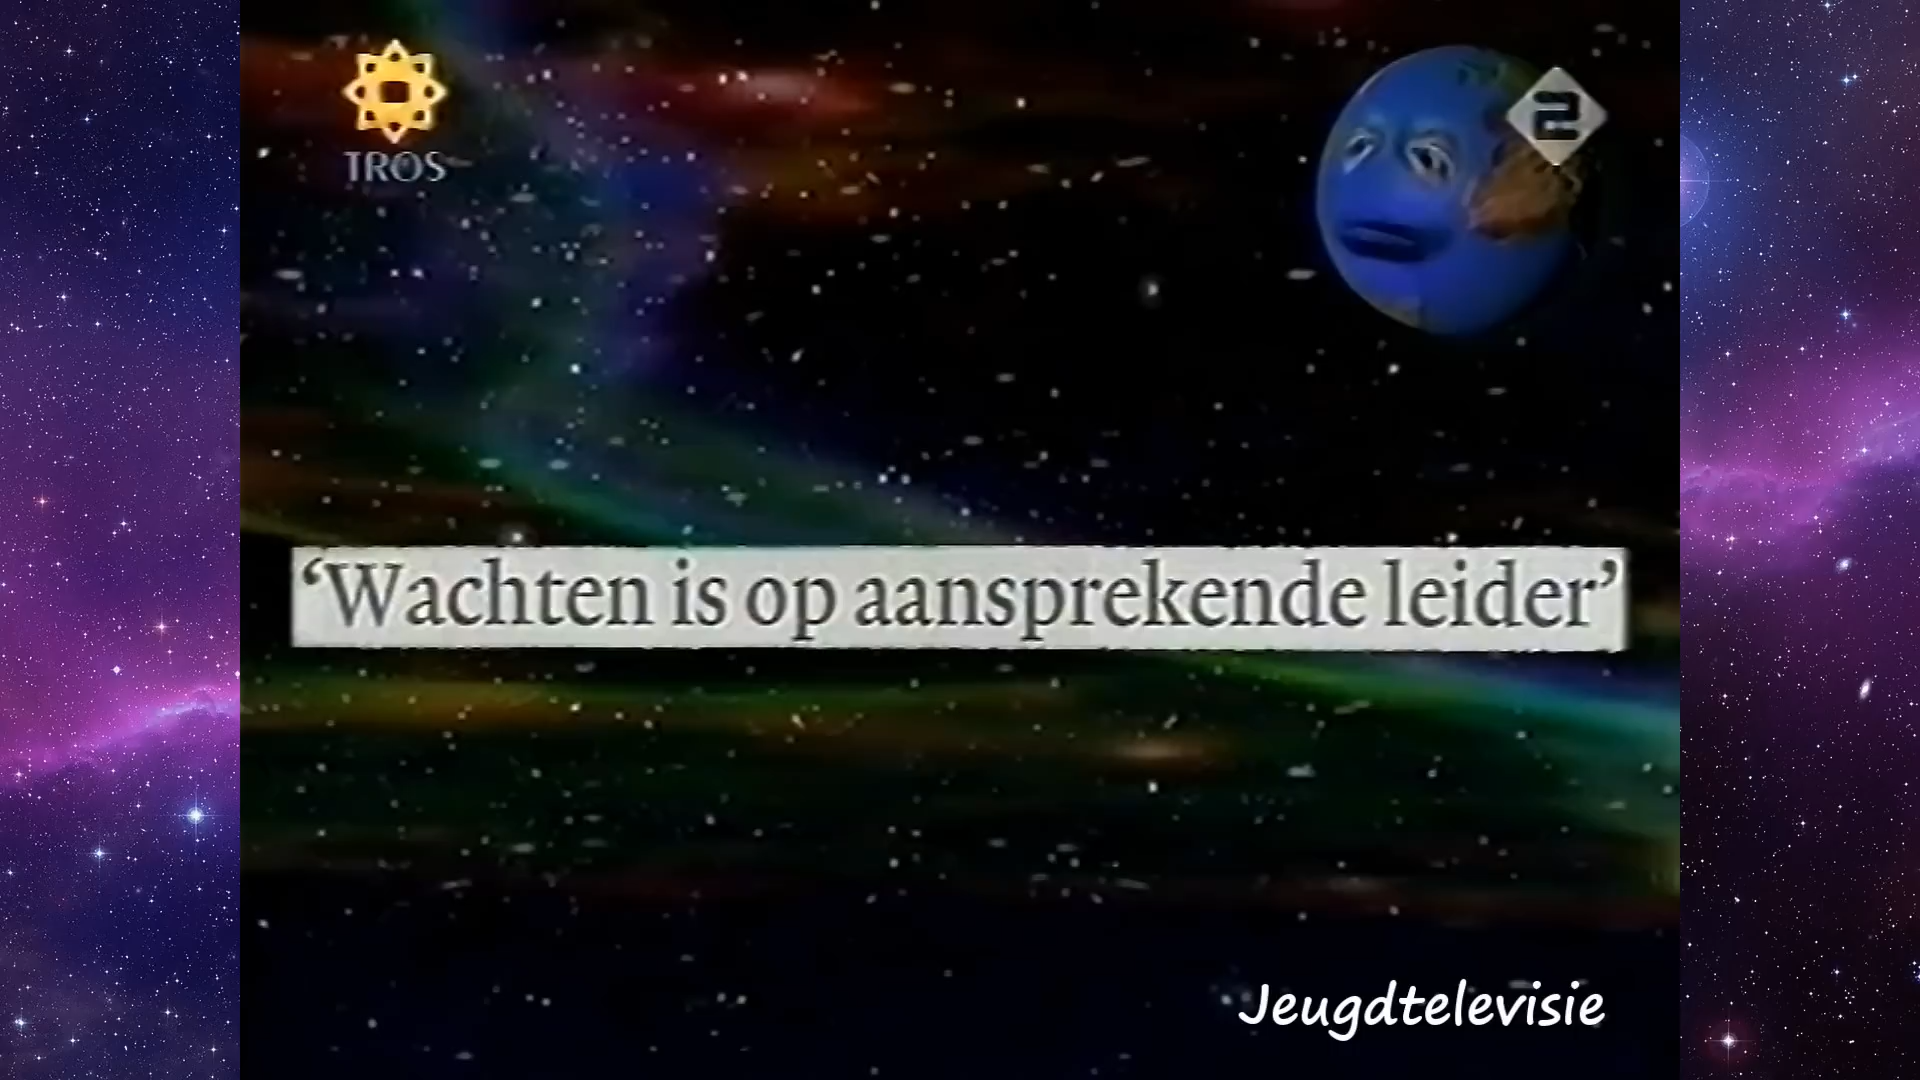 TROS
2
‘Wachten is op aansprekende leider’
Jeugdtelevisie